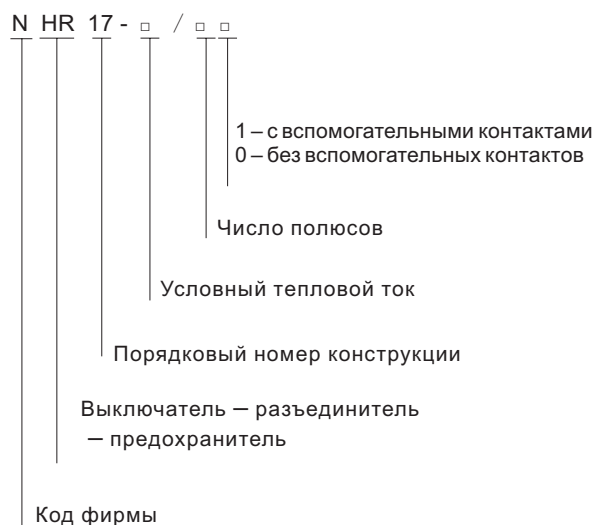 N HR 17 - □ / □ □
1 – с вспомогательными контактами
0 – без вспомогательных контактов
Число полюсов
Условный тепловой ток
Порядковый номер конструкции
Выключатель – разъединитель
– предохранитель
Код фирмы